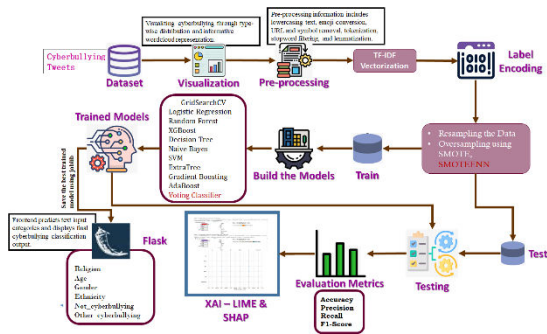 Visualizing cyberbullying through type-
wise distribution and informative
wordcloud representation.
Pre-processing information includes
lowercasing text, emoji conversion,
URL and symbol removal, tokenization,
stopword filtering, and lemmatization.
Cyberbullying
Tweets
Dataset
Visualization
Pre-processing
TF-IDF
Vectorization
Label
Encoding
Trained Models
GridSearchCV
Logistic Regression
Random Forest
XGBoost
Decision Tree
Naive Bayes
SVM
ExtraTree
Gradient Boosting
AdaBoost
Voting Classifier
Build the Models
Train
• Resampling the Data
• Oversampling using
SMOTE,
SMOTEENN
Save the best trained
model using joblib
Frontend predicts text input
categories and displays final
cyberbullying classification
output.
Flask
Religion
Age
Gender
Ethnicity
Not_cyberbullying
Other_cyberbullying
XAI – LIME &
SHAP
Evaluation Metrics
Accuracy
Precision
Recall
F1-Score
Testing
Test